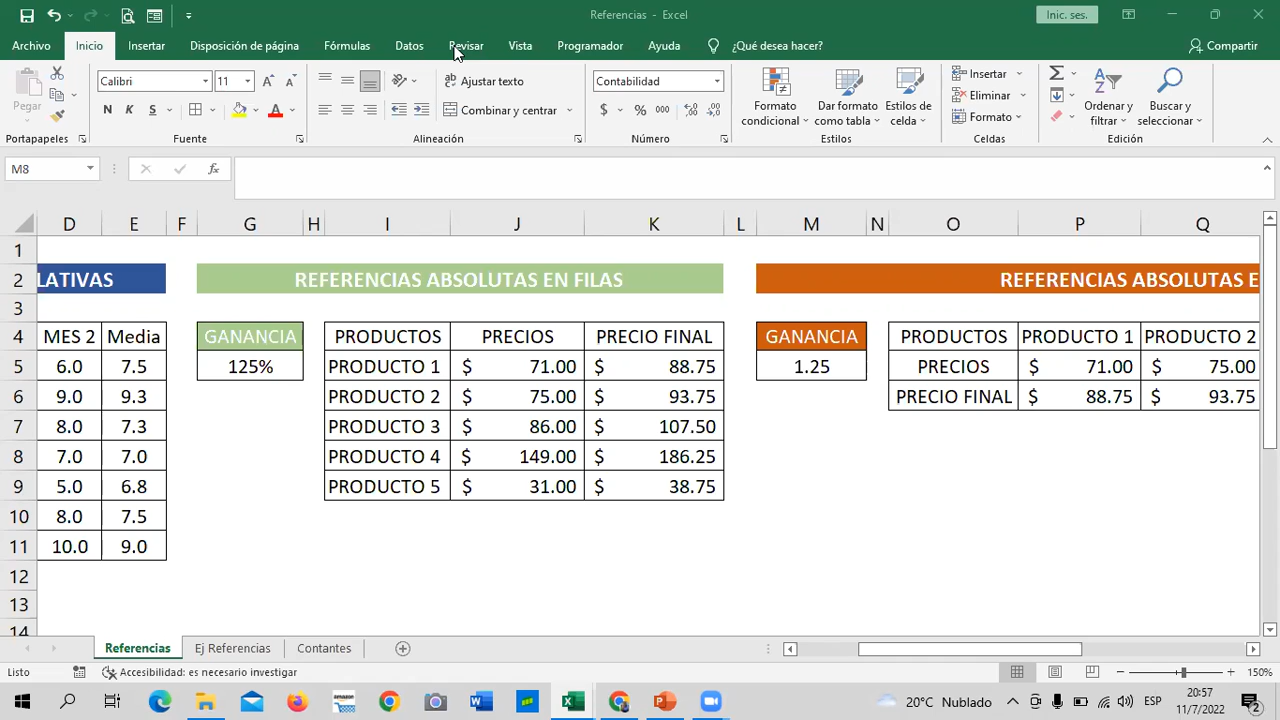 Referencias - Excel
Inic. ses.
Archivo Inicio Insertar Disposición de página Fórmulas Datos Revisar Vista Programador Ayuda ¿Qué desea hacer? Compartir
Pegar
Calibri 11
N K S
Ajustar texto
Combinar y centrar
Contabilidad
$ % 000
Formato condicional
Dar formato como tabla
Estilos de celda
Insertar
Eliminar
Formato
Ordenar y filtrar
Buscar y seleccionar
Portapapeles Fuente Alineación Número Estilos Celdas Edición
M8
fx
D E F G H I J K L M N O P Q
1
2 LATIVAS REFERENCIAS ABSOLUTAS EN FILAS REFERENCIAS ABSOLUTAS E
3
4 MES 2 Media GANANCIA PRODUCTOS PRECIOS PRECIO FINAL GANANCIA PRODUCTOS PRODUCTO 1 PRODUCTO 2
5 6.0 7.5 125% PRODUCTO 1 $ 71.00 $ 88.75 1.25 PRECIOS $ 71.00 $ 75.00
6 9.0 9.3 PRODUCTO 2 $ 75.00 $ 93.75 PRECIO FINAL $ 88.75 $ 93.75
7 8.0 7.3 PRODUCTO 3 $ 86.00 $ 107.50
8 7.0 7.0 PRODUCTO 4 $ 149.00 $ 186.25
9 5.0 6.8 PRODUCTO 5 $ 31.00 $ 38.75
10 8.0 7.5
11 10.0 9.0
12
13
14
Referencias Ej Referencias Contantes
Listo Accesibilidad: es necesario investigar 150%
20°C Nublado ESP 20:57
11/7/2022
2